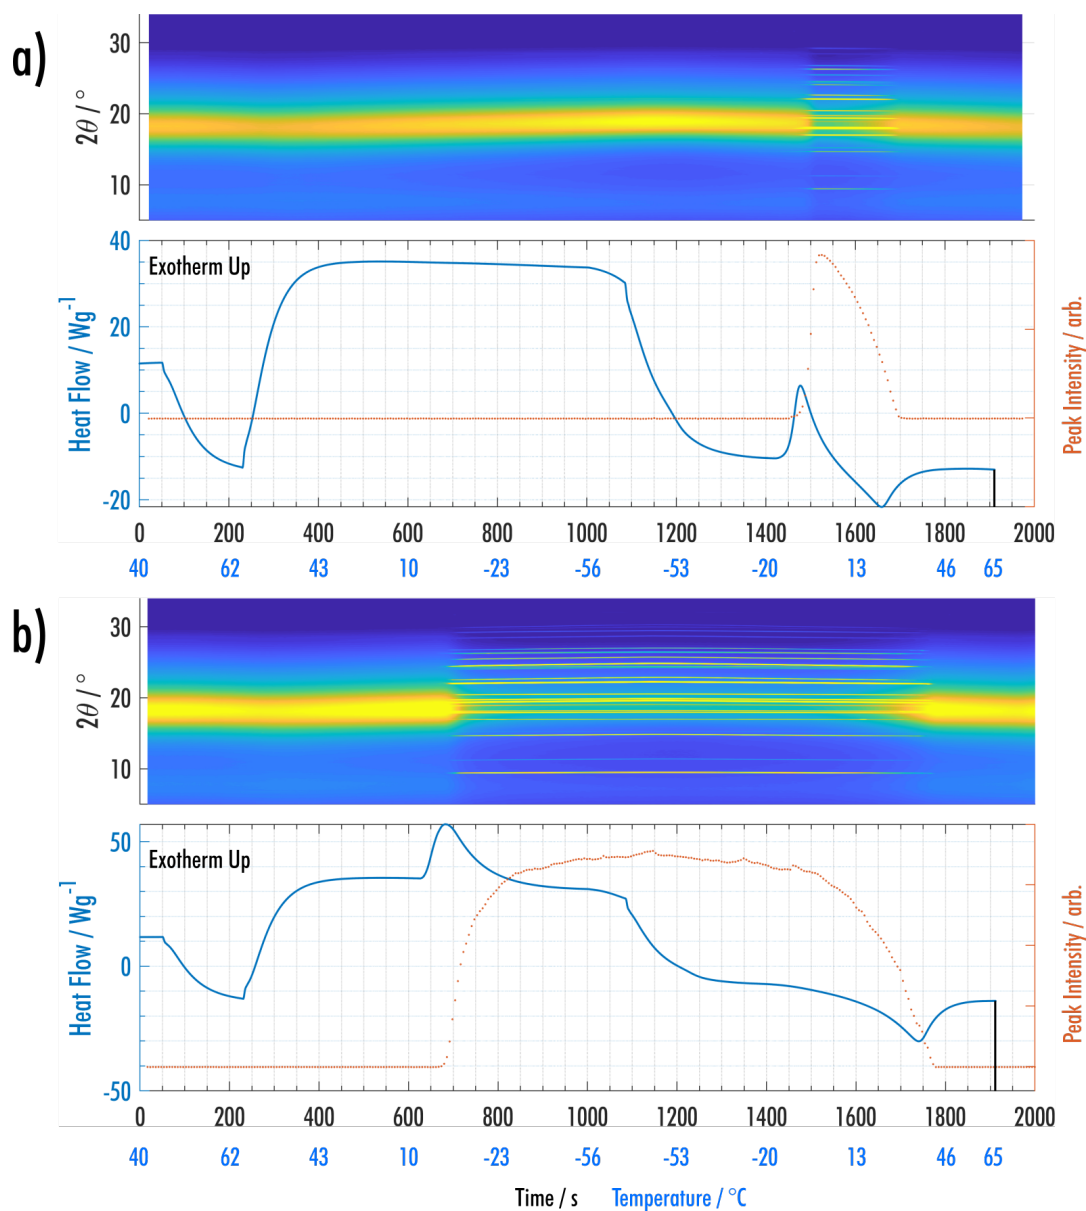 a)
30
20
10
2θ / °
40
20
0
-20
Exotherm Up
Heat Flow / Wg-1
Peak Intensity / arb.
0 200 400 600 800 1000 1200 1400 1600 1800 2000
40 62 43 10 -23 -56 -53 -20 13 46 65
b)
30
20
10
2θ / °
50
0
-50
Exotherm Up
Heat Flow / Wg-1
Peak Intensity / arb.
0 200 400 600 800 1000 1200 1400 1600 1800 2000
40 62 43 10 -23 -56 -53 -20 13 46 65
Time / s Temperature / °C